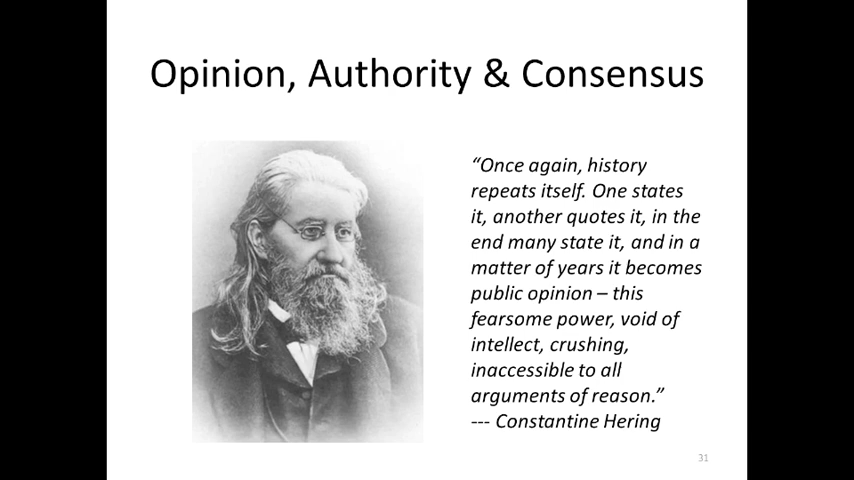 Opinion, Authority & Consensus
“Once again, history
repeats itself. One states
it, another quotes it, in the
end many state it, and in a
matter of years it becomes
public opinion – this
fearsome power, void of
intellect, crushing,
inaccessible to all
arguments of reason.”
--- Constantine Hering
31